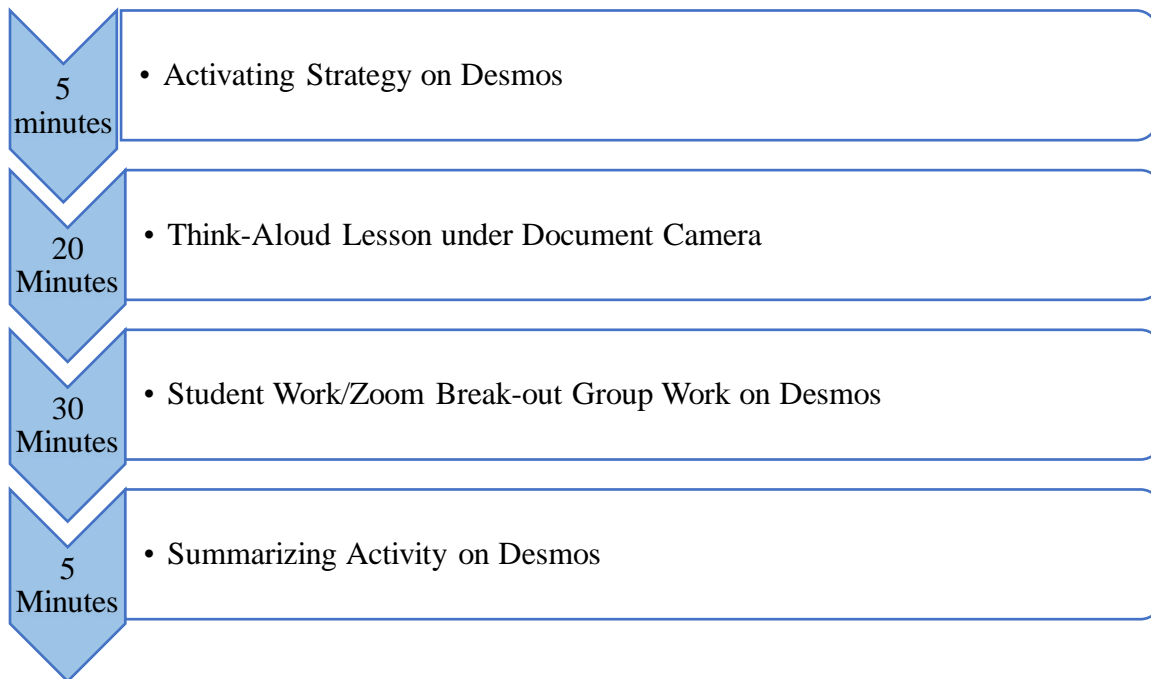 5
minutes
• Activating Strategy on Desmos
20
Minutes
• Think-Aloud Lesson under Document Camera
30
Minutes
• Student Work/Zoom Break-out Group Work on Desmos
5
Minutes
• Summarizing Activity on Desmos